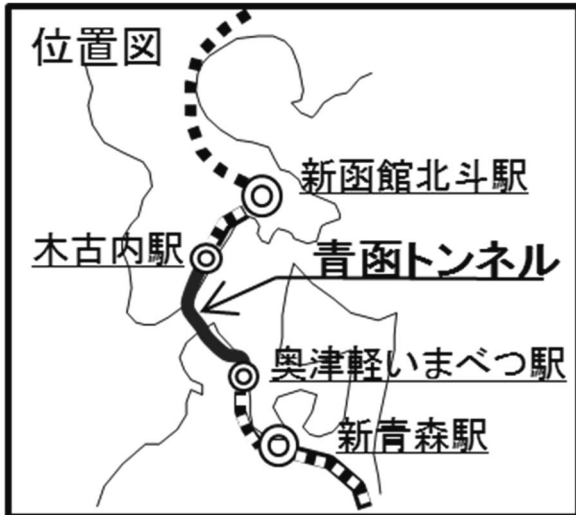 位置図
新函館北斗駅
木古内駅
青函トンネル
奥津軽いまべつ駅
新青森駅